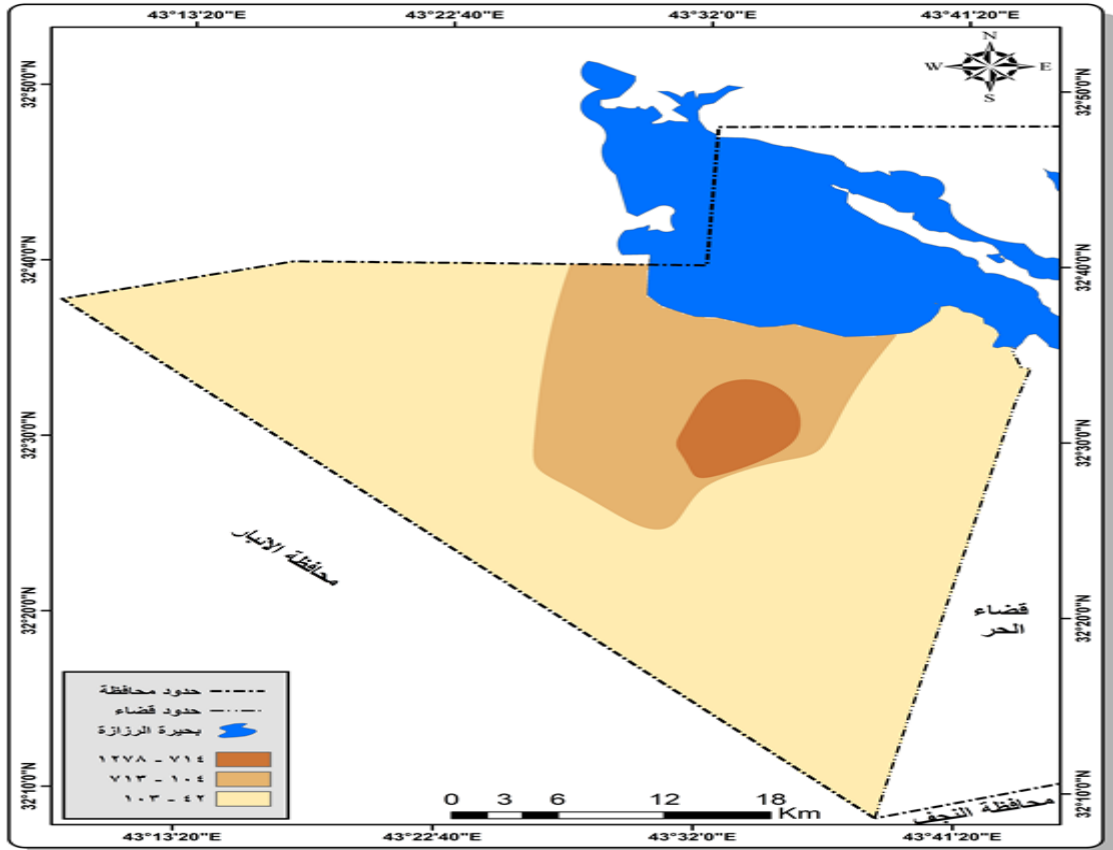 43°13'20"E 43°22'40"E 43°32'0"E 43°41'20"E
N
W E
S
32°50'0"N 32°50'0"N
32°40'0"N 32°40'0"N
32°30'0"N 32°30'0"N
محافظة الانبار
32°20'0"N 32°20'0"N
قضاء
الحر
حدود محافظة
حدود قضاء
بحيرة الرزازة
٧١٤ - ١٢٧٨
١٠٤ - ٧١٣
٤٢ - ١٠٣
32°10'0"N 32°10'0"N
0 3 6 12 18
Km
محافظة النجف
43°13'20"E 43°22'40"E 43°32'0"E 43°41'20"E